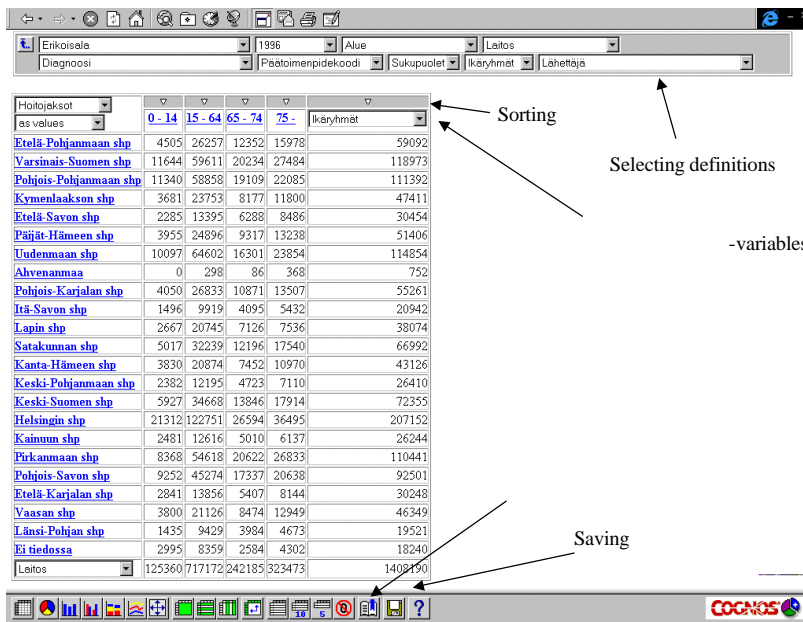 Erikoisala 1996 Alue Laitos
Diagnoosi Päätoimenpidekoodi Sukupuolet Ikäryhmät Lähettäjä
Hoitojaksot
as values 0 - 14 15 - 64 65 - 74 75 - Ikäryhmät
Sorting
Selecting definitions
-variables
Etelä-Pohjanmaan shp 4505 26257 12352 15978 59092
Varsinais-Suomen shp 11644 59611 20234 27484 118973
Pohjois-Pohjanmaan shp 11340 58858 19109 22085 111392
Kymenlaakson shp 3681 23753 8177 11800 47411
Etelä-Savon shp 2285 13395 6288 8486 30454
Päijät-Hämeen shp 3955 24896 9317 13238 51406
Uudenmaan shp 10097 64602 16301 23854 114854
Ahvenanmaa 0 298 86 368 752
Pohjois-Karjalan shp 4050 26833 10871 13507 55261
Itä-Savon shp 1496 9919 4095 5432 20942
Lapin shp 2667 20745 7126 7536 38074
Satakunnan shp 5017 32239 12196 17540 66992
Kanta-Hämeen shp 3830 20874 7452 10970 43126
Keski-Pohjanmaan shp 2382 12195 4723 7110 26410
Keski-Suomen shp 5927 34668 13846 17914 72355
Helsingin shp 21312 122751 26594 36495 207152
Kainuun shp 2481 12616 5010 6137 26244
Pirkanmaan shp 8368 54618 20622 26833 110441
Pohjois-Savon shp 9252 45274 17337 20638 92501
Etelä-Karjalan shp 2841 13856 5407 8144 30248
Vaasan shp 3800 21126 8474 12949 46349
Länsi-Pohjan shp 1435 9429 3984 4673 19521
Ei tiedossa 2995 8359 2584 4302 18240
Laitos 125360 717172 242185 323473 1408190
Saving
10 5 0 ?
COGNOS